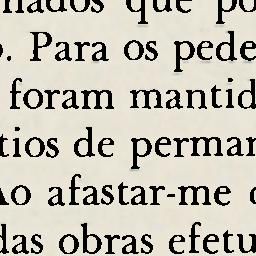 nados que po
o. Para os pede
foram mantid
tios de perman
Ao afastar-me
das obras efetu